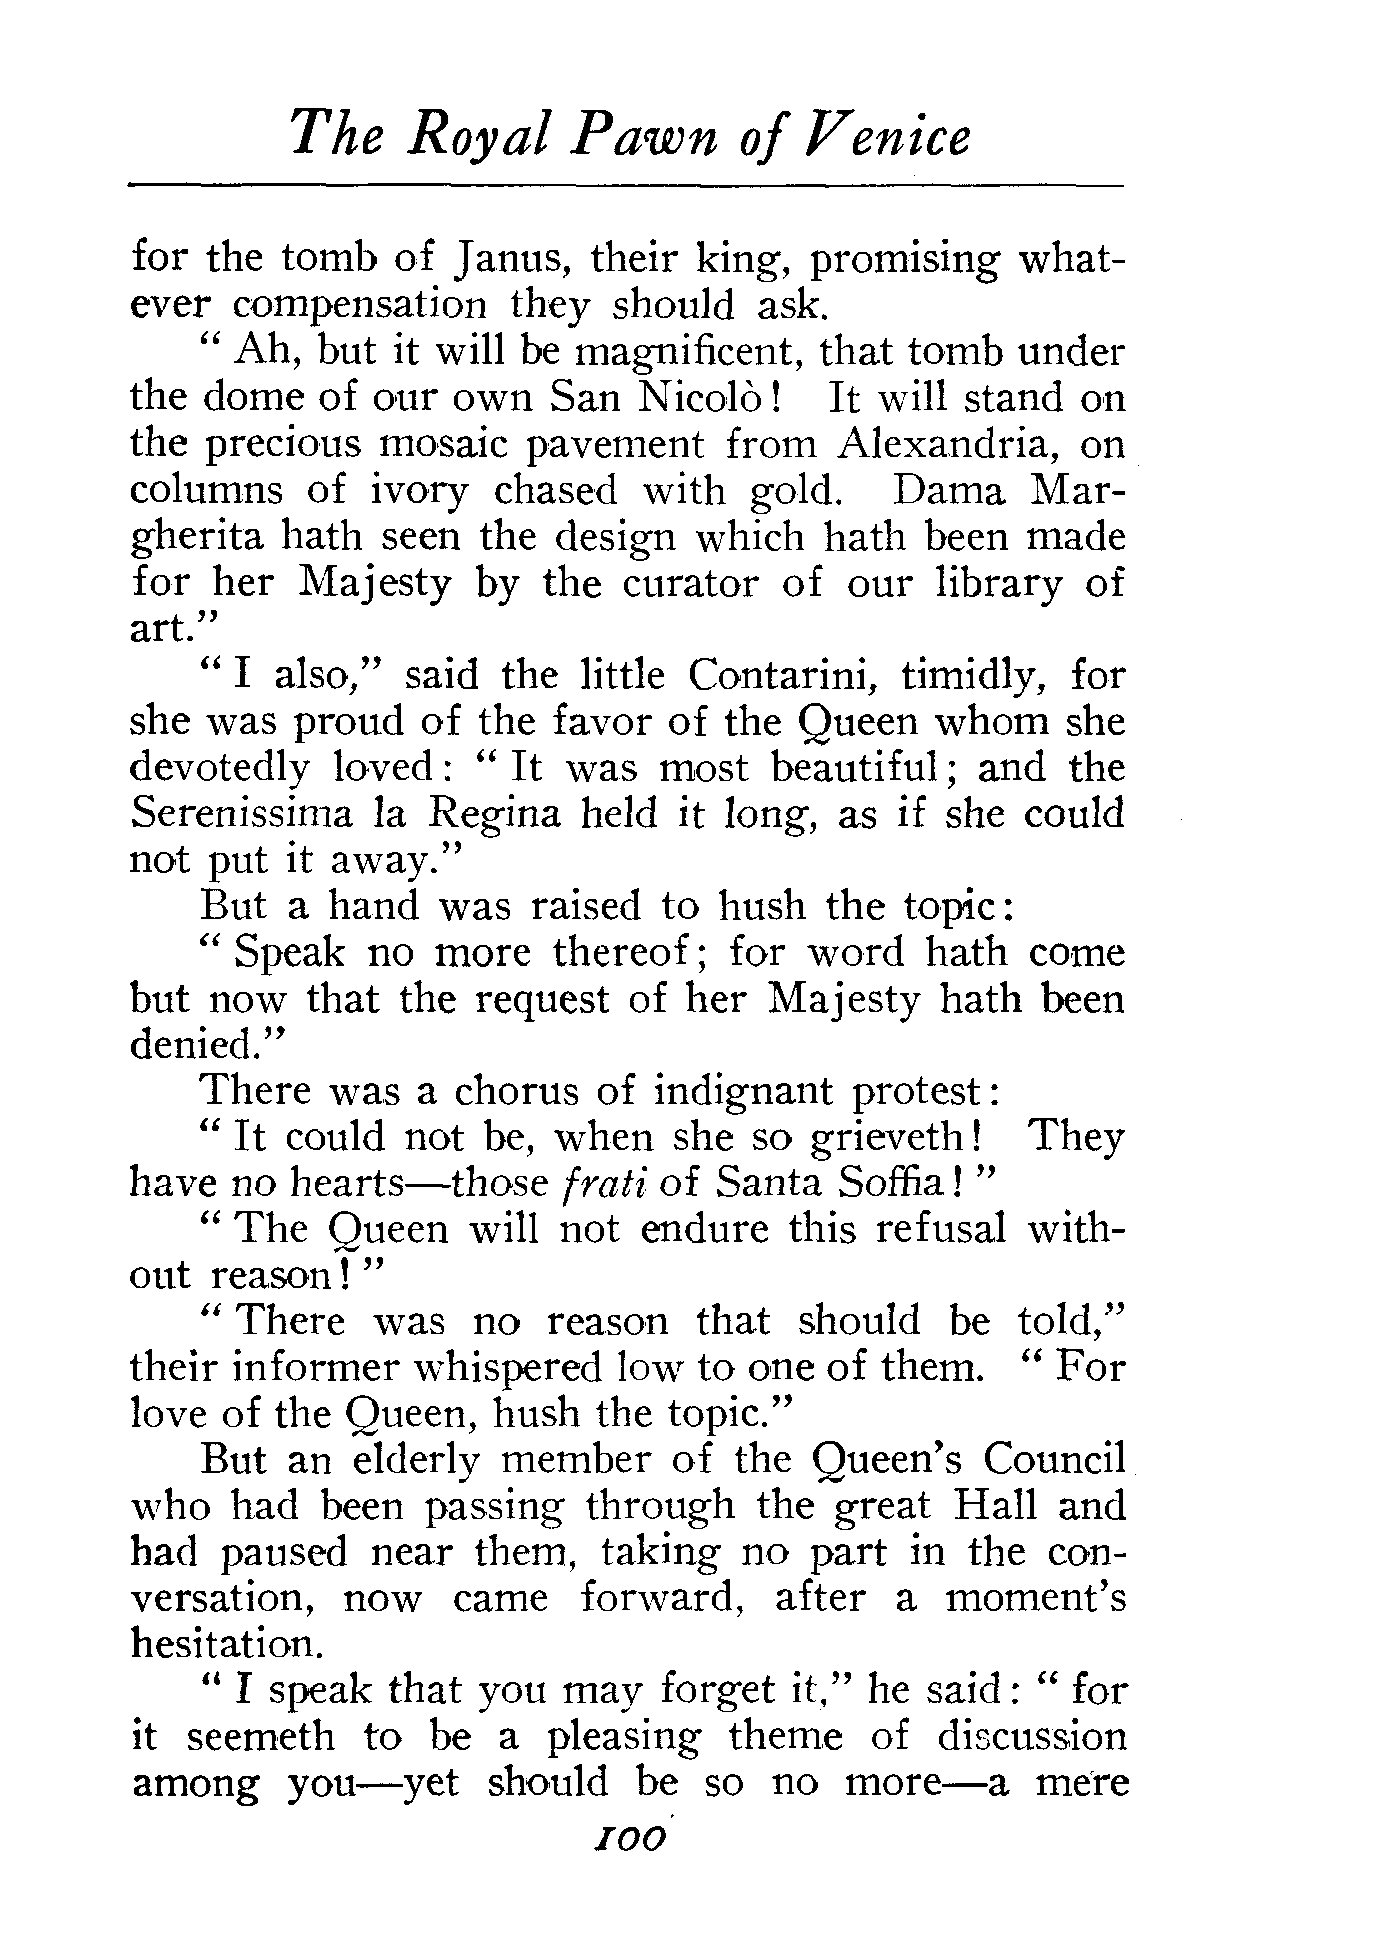 The Royal Pawn of Venice
for the tomb of Janus, their king, promising what-
ever compensation they should ask.
“ Ah, but it will be magnificent, that tomb under
the dome of our own San Nicolò! It will stand on
the precious mosaic pavement from Alexandria, on
columns of ivory chased with gold. Dama Mar-
gherita hath seen the design which hath been made
for her Majesty by the curator of our library of
art.”
“ I also,” said the little Contarini, timidly, for
she was proud of the favor of the Queen whom she
devotedly loved: “ It was most beautiful; and the
Serenissima la Regina held it long, as if she could
not put it away.”
But a hand was raised to hush the topic:
“ Speak no more thereof; for word hath come
but now that the request of her Majesty hath been
denied.”
There was a chorus of indignant protest:
“ It could not be, when she so grieveth! They
have no hearts—those frati of Santa Soffia! ”
“ The Queen will not endure this refusal with-
out reason! ”
“ There was no reason that should be told,”
their informer whispered low to one of them. “ For
love of the Queen, hush the topic.”
But an elderly member of the Queen’s Council
who had been passing through the great Hall and
had paused near them, taking no part in the con-
versation, now came forward, after a moment’s
hesitation.
“ I speak that you may forget it,” he said: “ for
it seemeth to be a pleasing theme of discussion
among you—yet should be so no more—a mere
100